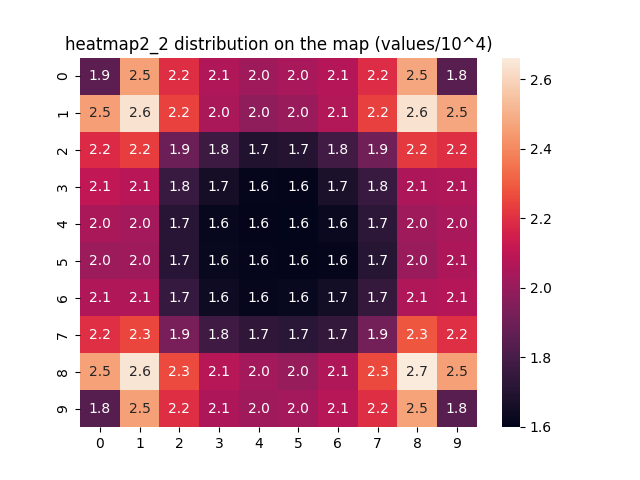 heatmap2_2 distribution on the map (values/10^4)
0 1.9 2.5 2.2 2.1 2.0 2.0 2.1 2.2 2.5 1.8
1 2.5 2.6 2.2 2.0 2.0 2.0 2.1 2.2 2.6 2.5
2 2.2 2.2 1.9 1.8 1.7 1.7 1.8 1.9 2.2 2.2
3 2.1 2.1 1.8 1.7 1.6 1.6 1.7 1.8 2.1 2.1
4 2.0 2.0 1.7 1.6 1.6 1.6 1.6 1.7 2.0 2.0
5 2.0 2.0 1.7 1.6 1.6 1.6 1.6 1.7 2.0 2.1
6 2.1 2.1 1.7 1.6 1.6 1.6 1.7 1.7 2.1 2.1
7 2.2 2.3 1.9 1.8 1.7 1.7 1.7 1.9 2.3 2.2
8 2.5 2.6 2.3 2.1 2.0 2.0 2.1 2.3 2.7 2.5
9 1.8 2.5 2.2 2.1 2.0 2.0 2.1 2.2 2.5 1.8
0 1 2 3 4 5 6 7 8 9
2.6
2.4
2.2
2.0
1.8
1.6